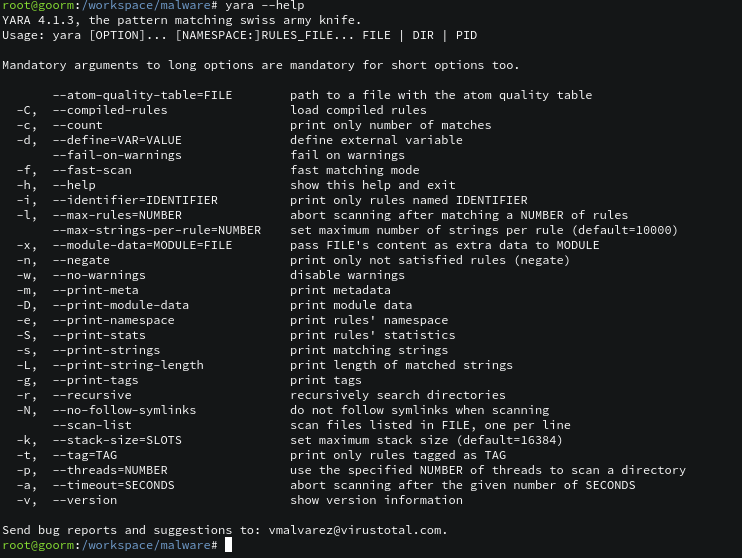 root@goorm:/workspace/malware# yara --help
YARA 4.1.3, the pattern matching swiss army knife.
Usage: yara [OPTION]... [NAMESPACE:]RULES_FILE... FILE | DIR | PID

Mandatory arguments to long options are mandatory for short options too.

       --atom-quality-table=FILE        path to a file with the atom quality table
  -C,  --compiled-rules                 load compiled rules
  -c,  --count                          print only number of matches
  -d,  --define=VAR=VALUE               define external variable
       --fail-on-warnings               fail on warnings
  -f,  --fast-scan                      fast matching mode
  -h,  --help                           show this help and exit
  -i,  --identifier=IDENTIFIER          print only rules named IDENTIFIER
  -l,  --max-rules=NUMBER               abort scanning after matching a NUMBER of rules
       --max-strings-per-rule=NUMBER    set maximum number of strings per rule (default=10000)
  -x,  --module-data=MODULE=FILE        pass FILE's content as extra data to MODULE
  -n,  --negate                         print only not satisfied rules (negate)
  -w,  --no-warnings                    disable warnings
  -m,  --print-meta                     print metadata
  -D,  --print-module-data              print module data
  -e,  --print-namespace                print rules' namespace
  -S,  --print-stats                    print rules' statistics
  -s,  --print-strings                  print matching strings
  -L,  --print-string-length            print length of matched strings
  -g,  --print-tags                     print tags
  -r,  --recursive                      recursively search directories
  -N,  --no-follow-symlinks             do not follow symlinks when scanning
       --scan-list                      scan files listed in FILE, one per line
  -k,  --stack-size=SLOTS               set maximum stack size (default=16384)
  -t,  --tag=TAG                        print only rules tagged as TAG
  -p,  --threads=NUMBER                 use the specified NUMBER of threads to scan a directory
  -a,  --timeout=SECONDS                abort scanning after the given number of SECONDS
  -v,  --version                        show version information

Send bug reports and suggestions to: vmalvarez@virustotal.com.
root@goorm:/workspace/malware#